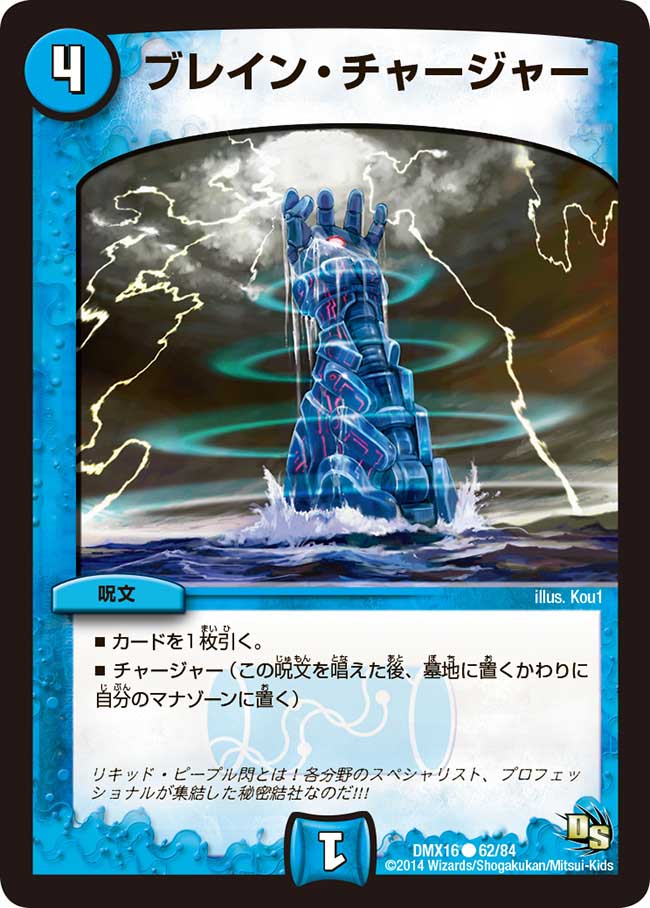 4
ブレイン・チャージャー
呪文
illus. Kou1
■ カードを1枚引く。
■ チャージャー（この呪文を唱えた後、墓地に置くかわりに
自分のマナゾーンに置く）
リキッド・ピープル閃とは！各分野のスペシャリスト、プロフェッ
ショナルが集結した秘密結社なのだ!!!
1
DS
DMX16 ● 62/84
©2014 Wizards/Shogakukan/Mitsui-Kids